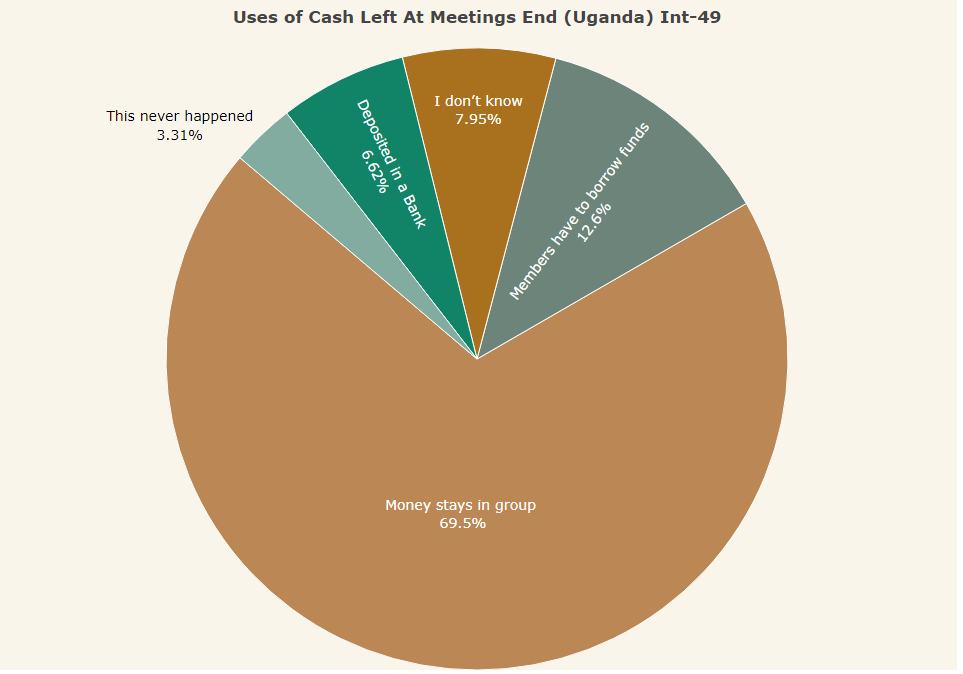 Uses of Cash Left At Meetings End (Uganda) Int-49
This never happened
3.31%
Deposited in a Bank
6.62%
I don’t know
7.95%
Members have to borrow funds
12.6%
Money stays in group
69.5%